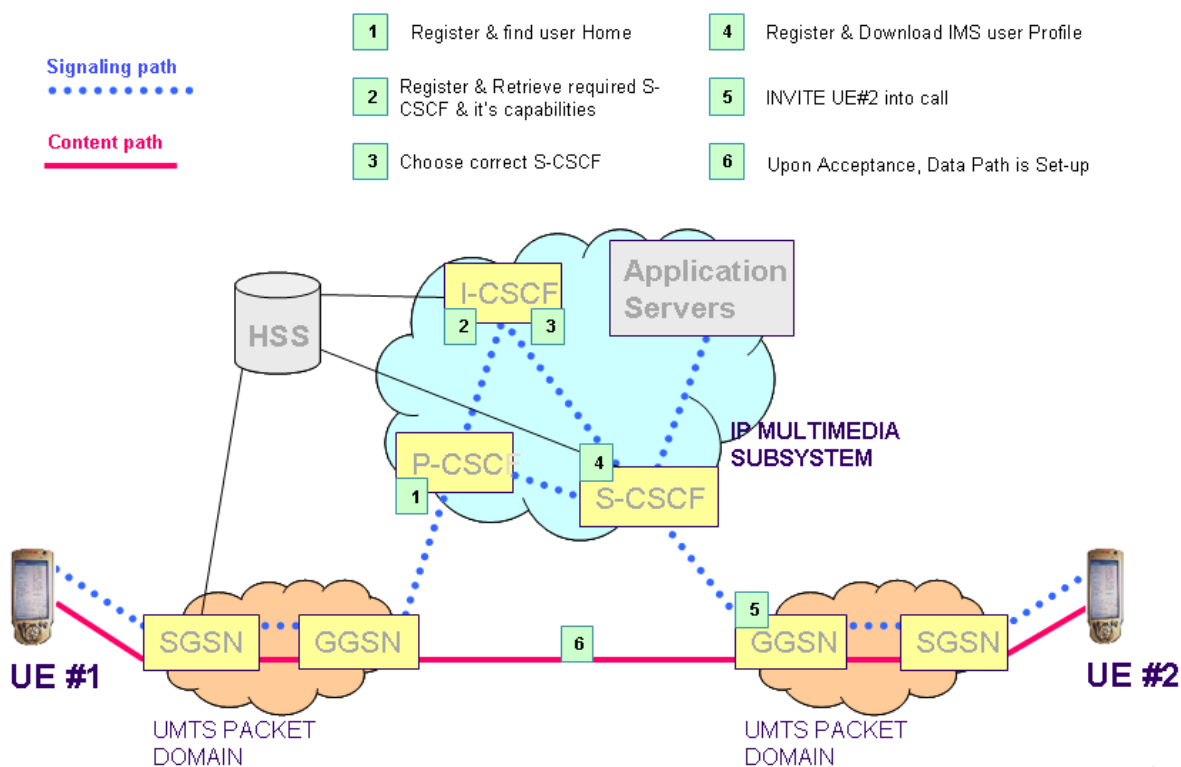 Signaling path
Content path
1 Register & find user Home
2 Register & Retrieve required S-
CSCF & it's capabilities
3 Choose correct S-CSCF
4 Register & Download IMS user Profile
5 INVITE UE#2 into call
6 Upon Acceptance, Data Path is Set-up
I-CSCF
2 3
Application
Servers
HSS
IP MULTIMEDIA
SUBSYSTEM
P-CSCF
1
4
S-CSCF
UE #1
SGSN
GGSN
6
5
GGSN
SGSN
UE #2
UMTS PACKET
DOMAIN
UMTS PACKET
DOMAIN